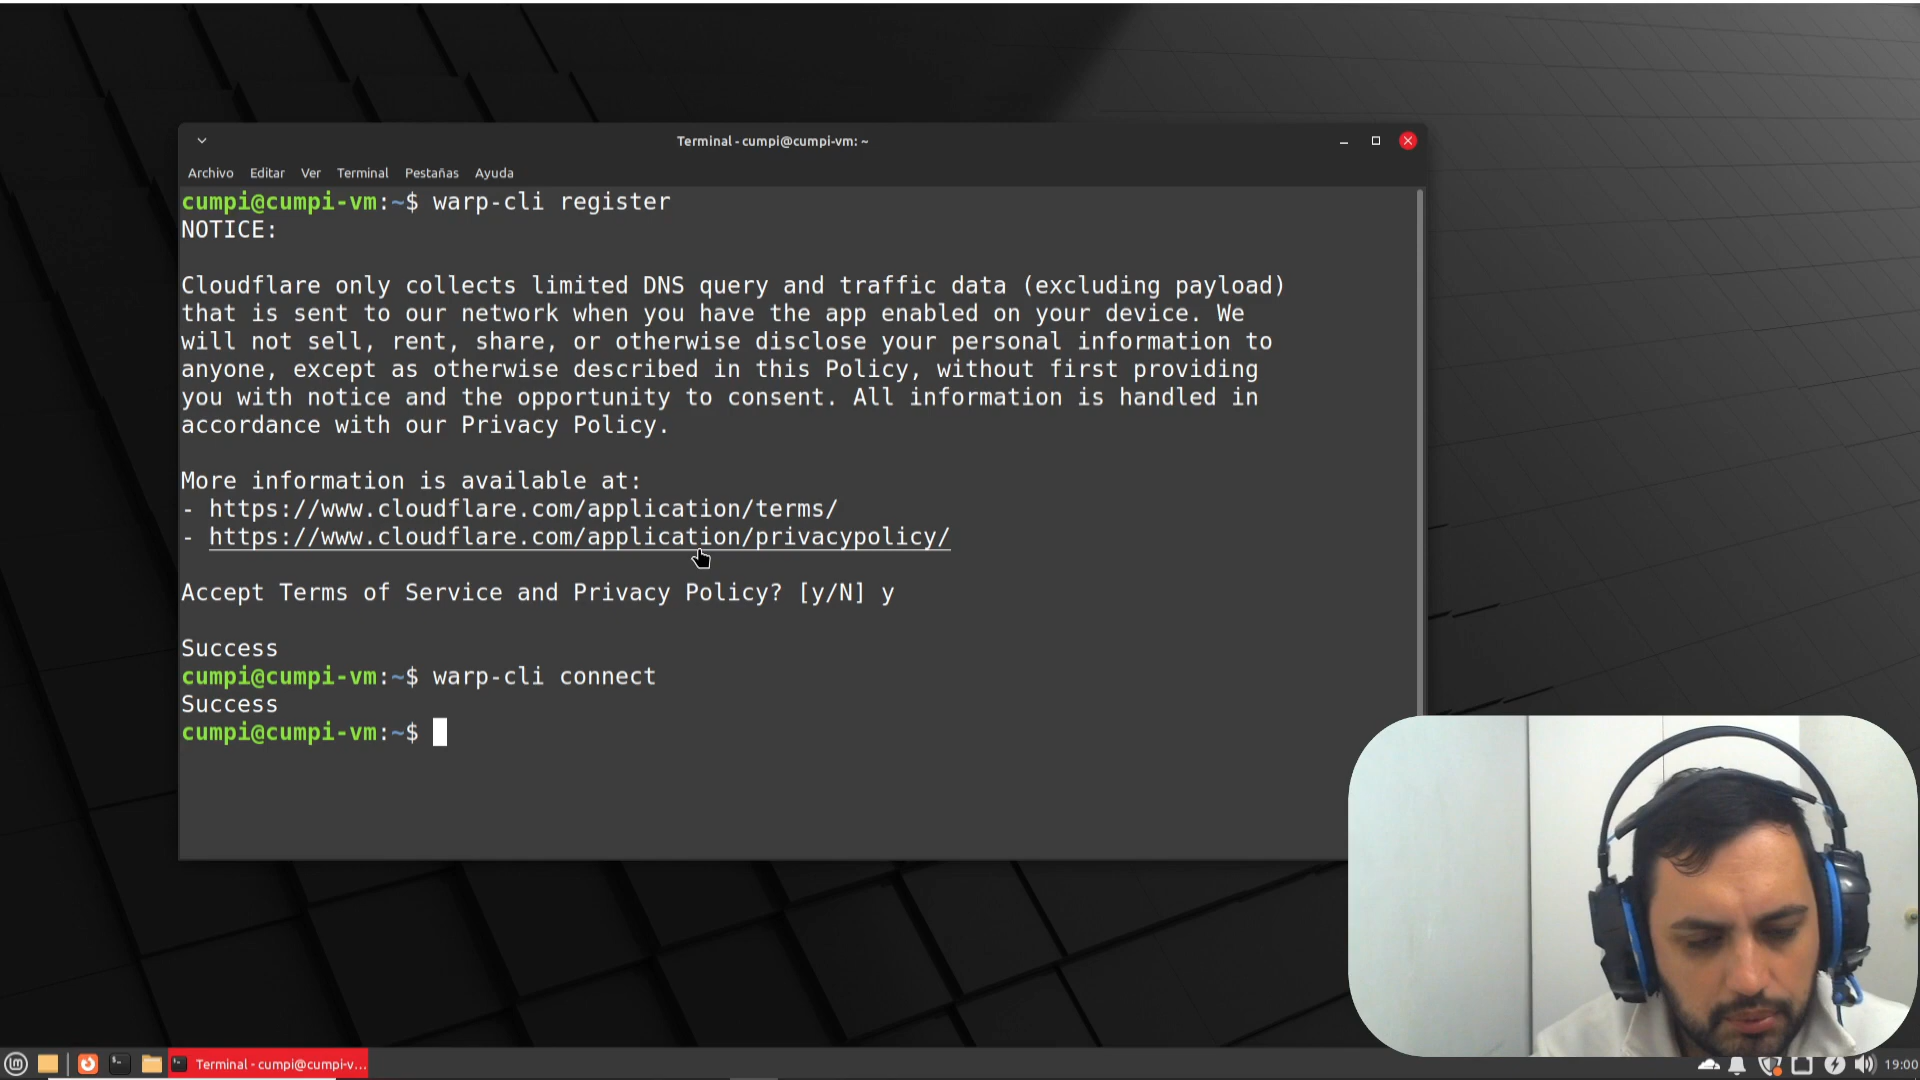 Terminal - cumpi@cumpi-vm: ~
Archivo Editar Ver Terminal Pestañas Ayuda
cumpi@cumpi-vm:~$ warp-cli register
NOTICE:
Cloudflare only collects limited DNS query and traffic data (excluding payload)
that is sent to our network when you have the app enabled on your device. We
will not sell, rent, share, or otherwise disclose your personal information to
anyone, except as otherwise described in this Policy, without first providing
you with notice and the opportunity to consent. All information is handled in
accordance with our Privacy Policy.
More information is available at:
- https://www.cloudflare.com/application/terms/
- https://www.cloudflare.com/application/privacypolicy/
Accept Terms of Service and Privacy Policy? [y/N] y
Success
cumpi@cumpi-vm:~$ warp-cli connect
Success
cumpi@cumpi-vm:~$
Terminal - cumpi@cumpi-v...
19:00